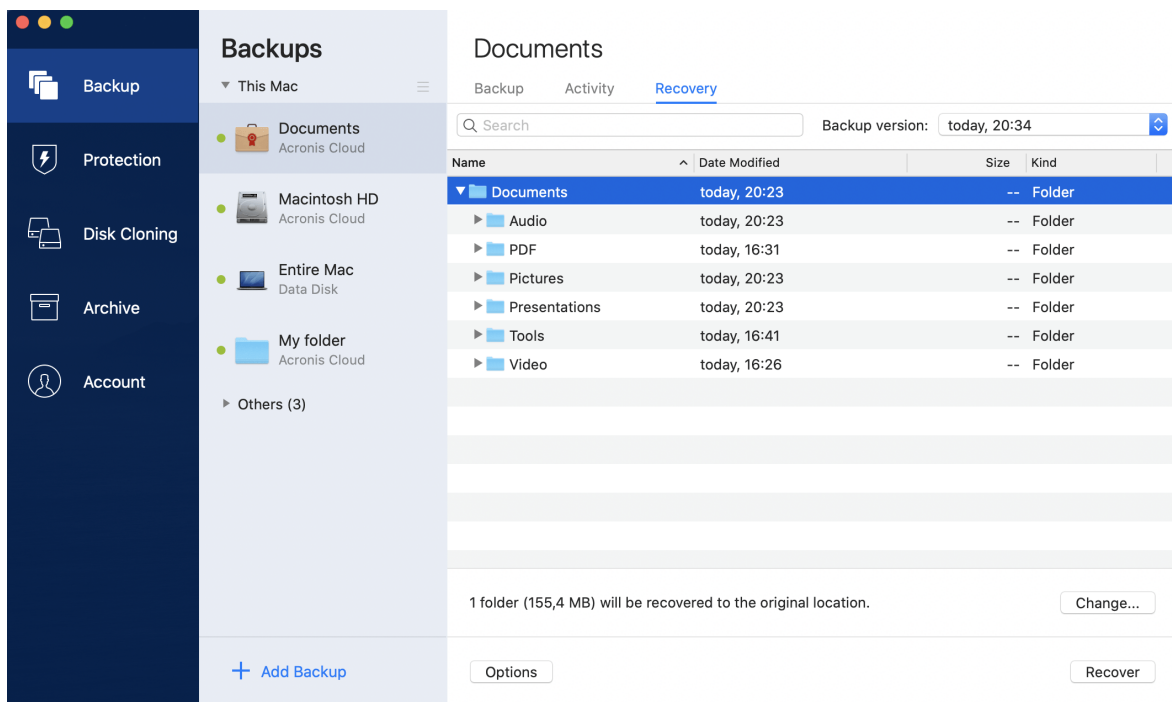 Backup
Protection
Disk Cloning
Archive
Account
Backups
This Mac
Documents
Acronis Cloud
Macintosh HD
Acronis Cloud
Entire Mac
Data Disk
My folder
Acronis Cloud
Others (3)
Add Backup
Documents
Backup Activity Recovery
Search Backup version: today, 20:34
Name Date Modified Size Kind
Documents today, 20:23 -- Folder
Audio today, 20:23 -- Folder
PDF today, 16:31 -- Folder
Pictures today, 20:23 -- Folder
Presentations today, 20:23 -- Folder
Tools today, 16:41 -- Folder
Video today, 16:26 -- Folder
1 folder (155,4 MB) will be recovered to the original location. Change...
Options Recover